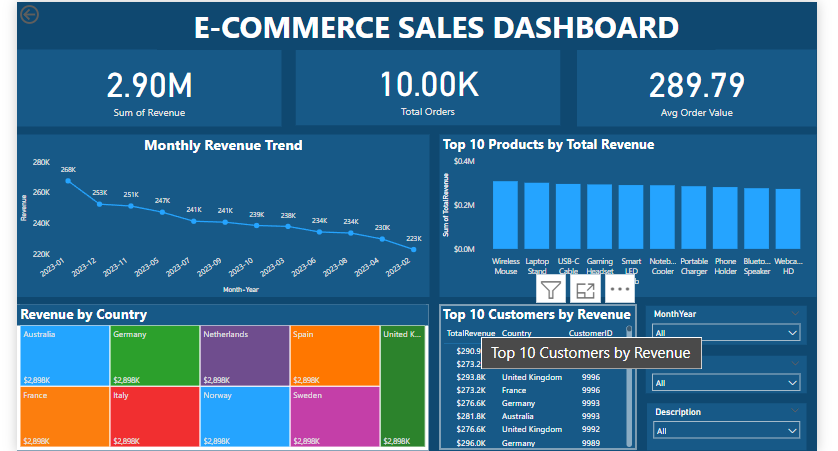 E-COMMERCE SALES DASHBOARD
2.90M
Sum of Revenue
10.00K
Total Orders
289.79
Avg Order Value
Monthly Revenue Trend
280K
260K
240K
220K
Revenue
268K
253K
251K
247K
241K
241K
239K
238K
234K
234K
230K
223K
2023-01
2023-12
2023-03
2023-11
2023-05
2023-07
2023-09
2023-10
2023-06
2023-08
2023-04
2023-02
Month-Year
Top 10 Products by Total Revenue
$0.4M
$0.2M
$0.0M
Sum of TotalRevenue
Wireless Mouse
Laptop Stand
USB-C Cable
Gaming Headset
Smart LED
Noteb... Cooler
Portable Charger
Phone Holder
Blueto... Speaker
Webca... HD
Revenue by Country
Australia
$2,898K
Germany
$2,898K
Netherlands
$2,898K
Spain
$2,898K
United K...
$2,898K
France
$2,898K
Italy
$2,898K
Norway
$2,898K
Sweden
$2,898K
Top 10 Customers by Revenue
TotalRevenue Country CustomerID
$290.9
$273.2
Top 10 Customers by Revenue
$293.8K United Kingdom 9996
$273.2K France 9996
$276.6K Germany 9993
$281.8K Australia 9993
$276.6K United Kingdom 9992
$296.0K Germany 9989
MonthYear
All
All
Description
All